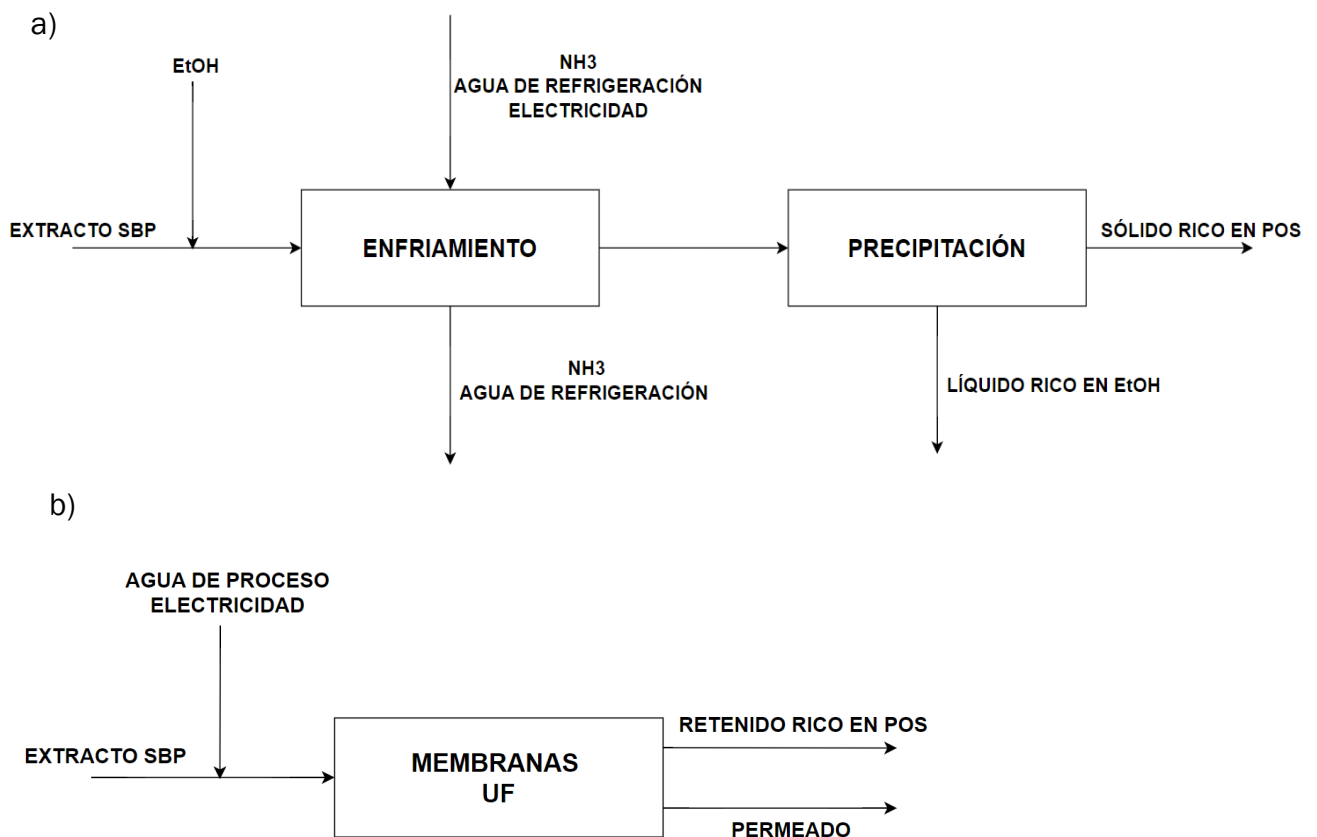 a)
EtOH
NH3
AGUA DE REFRIGERACIÓN
ELECTRICIDAD
EXTRACTO SBP
ENFRIAMIENTO
PRECIPITACIÓN
SÓLIDO RICO EN POS
NH3
AGUA DE REFRIGERACIÓN
LÍQUIDO RICO EN EtOH
b)
AGUA DE PROCESO
ELECTRICIDAD
EXTRACTO SBP
MEMBRANAS
UF
RETENIDO RICO EN POS
PERMEADO